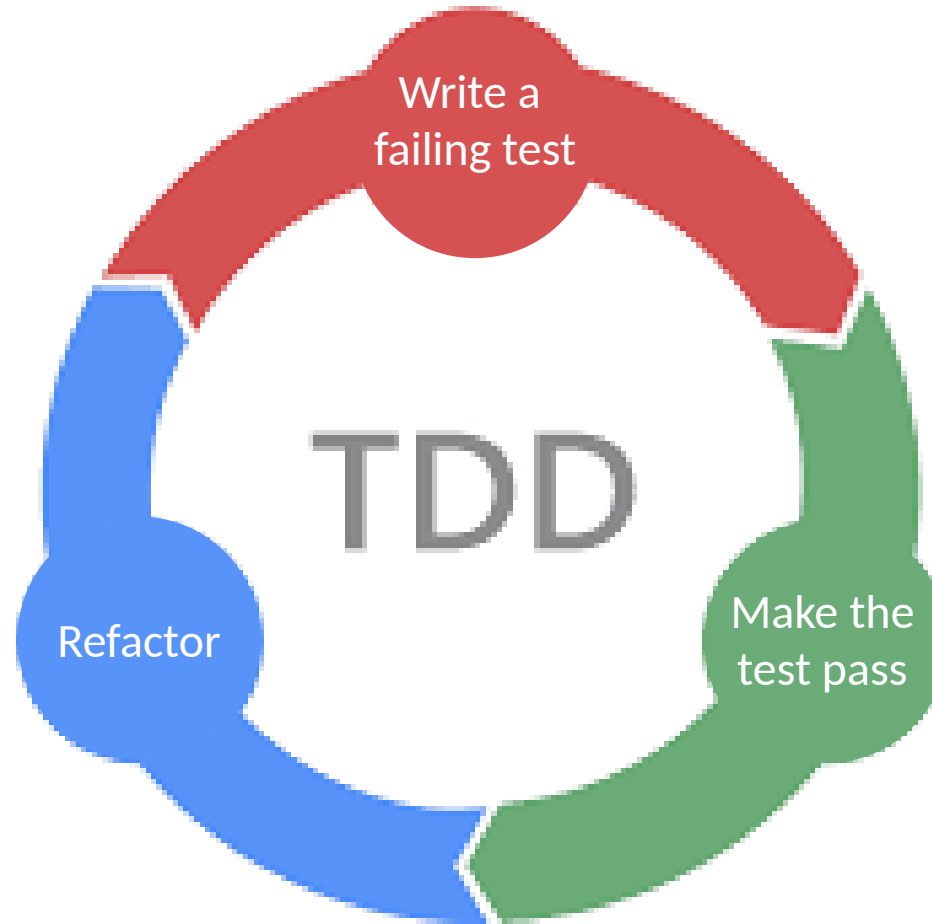 Write a
failing test
TDD
Refactor
Make the
test pass